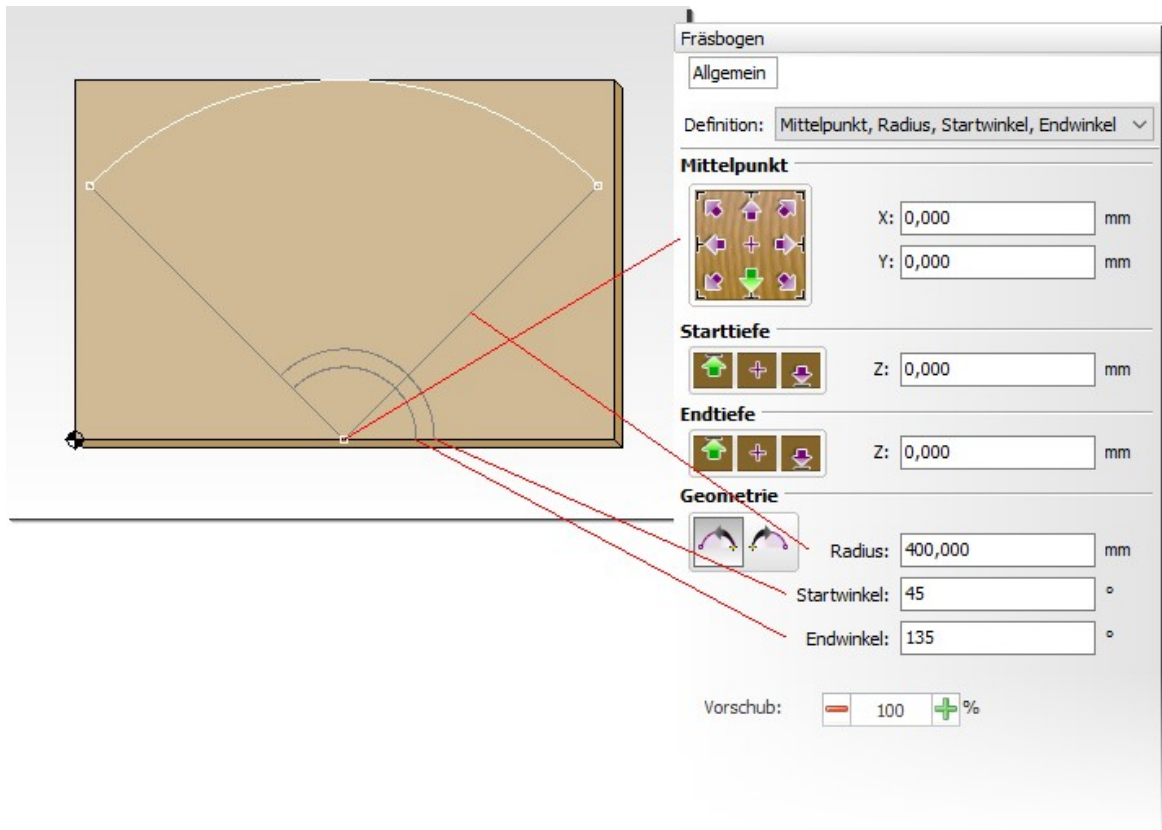 Fräsbogen
Allgemein
Definition: Mittelpunkt, Radius, Startwinkel, Endwinkel
Mittelpunkt
X: 0,000 mm
Y: 0,000 mm
Starttiefe
Z: 0,000 mm
Endtiefe
Z: 0,000 mm
Geometrie
Radius: 400,000 mm
Startwinkel: 45 °
Endwinkel: 135 °
Vorschub: 100 %